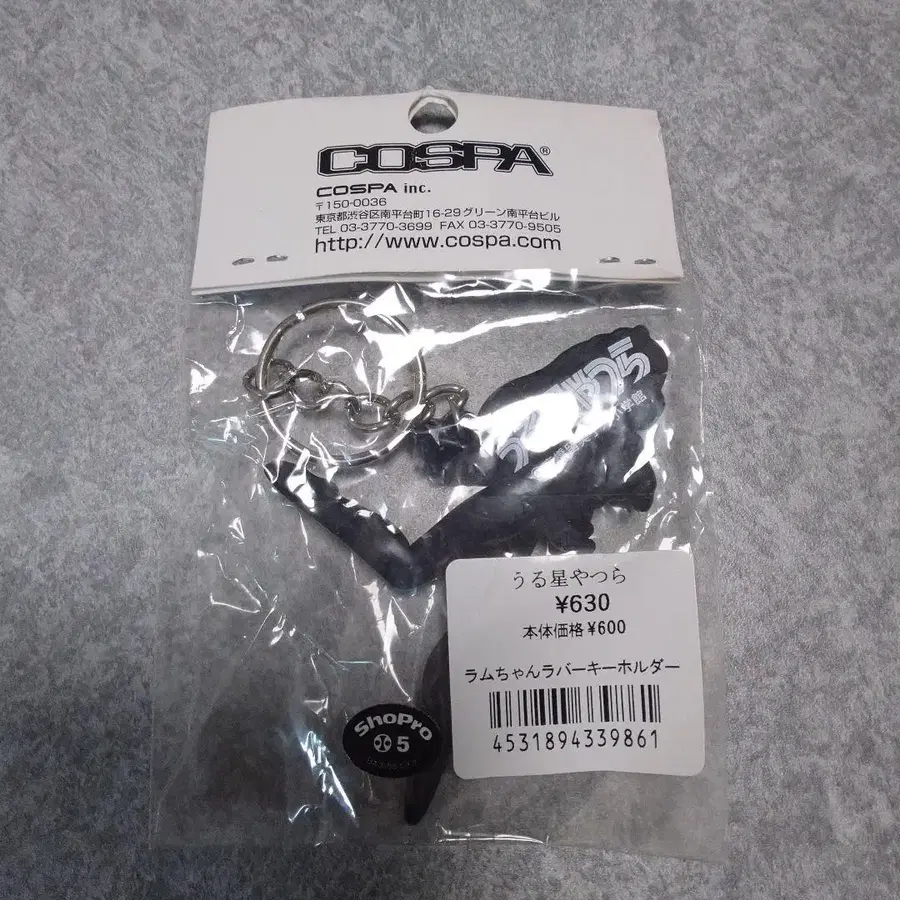 COSPA®
COSPA inc.
〒150-0036
東京都渋谷区南平台町16-29グリーン南平台ビル
TEL 03-3770-3699 FAX 03-3770-9505
http://www.cospa.com
うる星やつら
¥630
本体価格¥600
ラムちゃんラバーキーホルダー
4531894339861
ShoPro
5